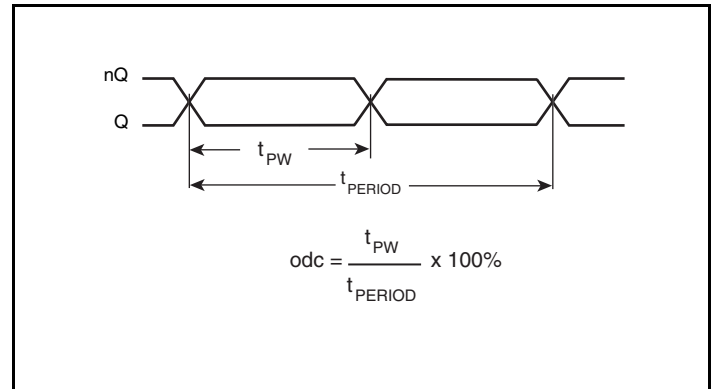 nQ
Q
tPW
tPERIOD
odc = tPW / tPERIOD x 100%